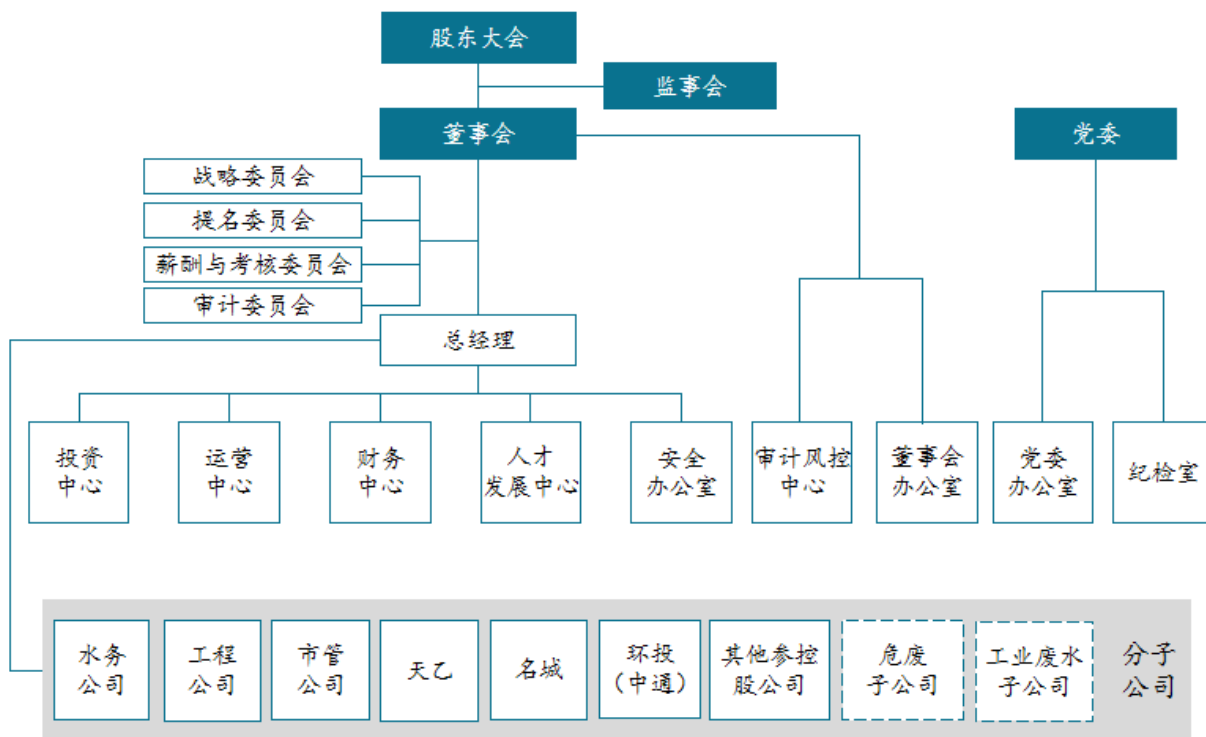 股东大会
监事会
董事会
党委
战略委员会
提名委员会
薪酬与考核委员会
审计委员会
总经理
投资
中心
运营
中心
财务
中心
人才
发展中心
安全
办公室
审计风控
中心
董事会
办公室
党委
办公室
纪检室
水务
公司
工程
公司
市管
公司
天乙
名城
环投
（中通）
其他参控
股公司
危废
子公司
工业废水
子公司
分子
公司